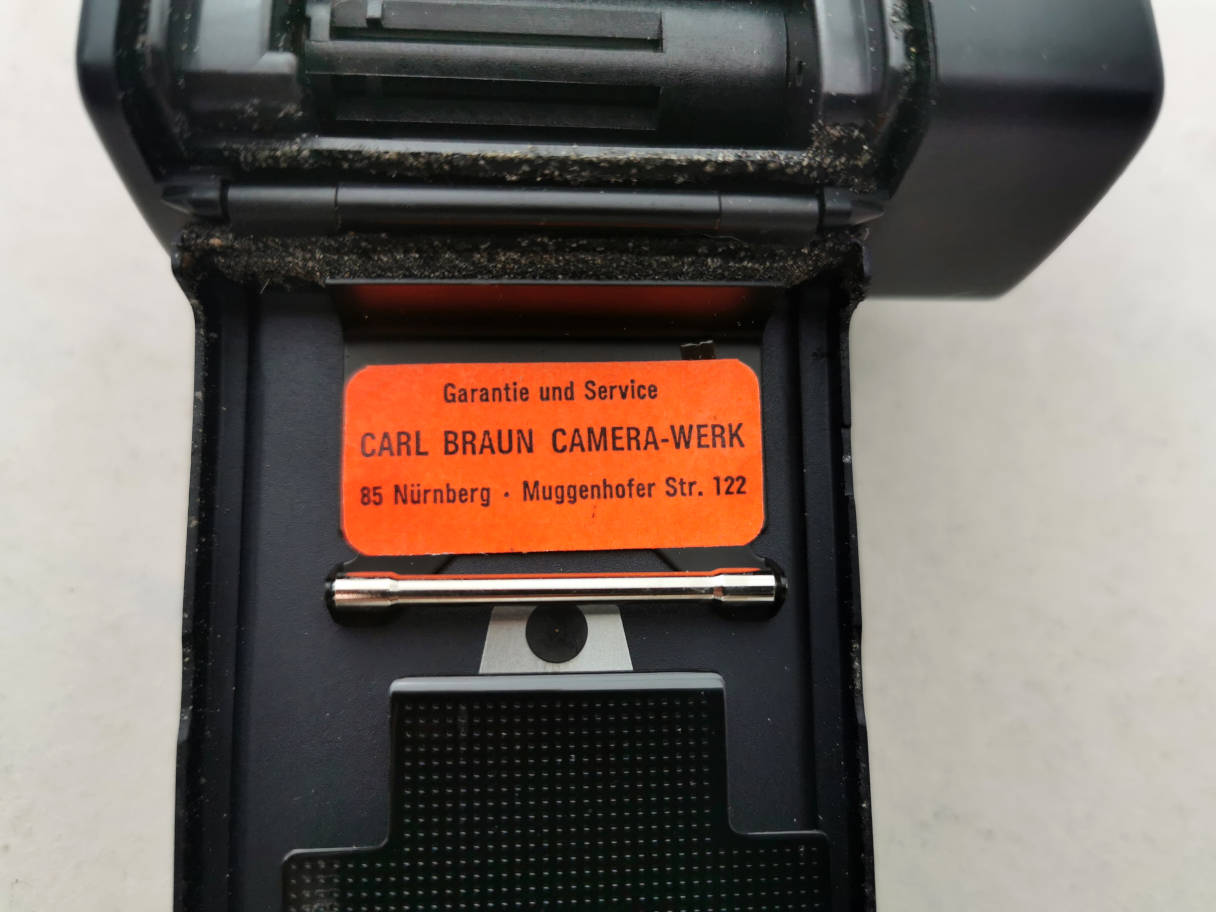 Garantie und Service
CARL BRAUN CAMERA-WERK
85 Nürnberg · Muggenhofer Str. 122